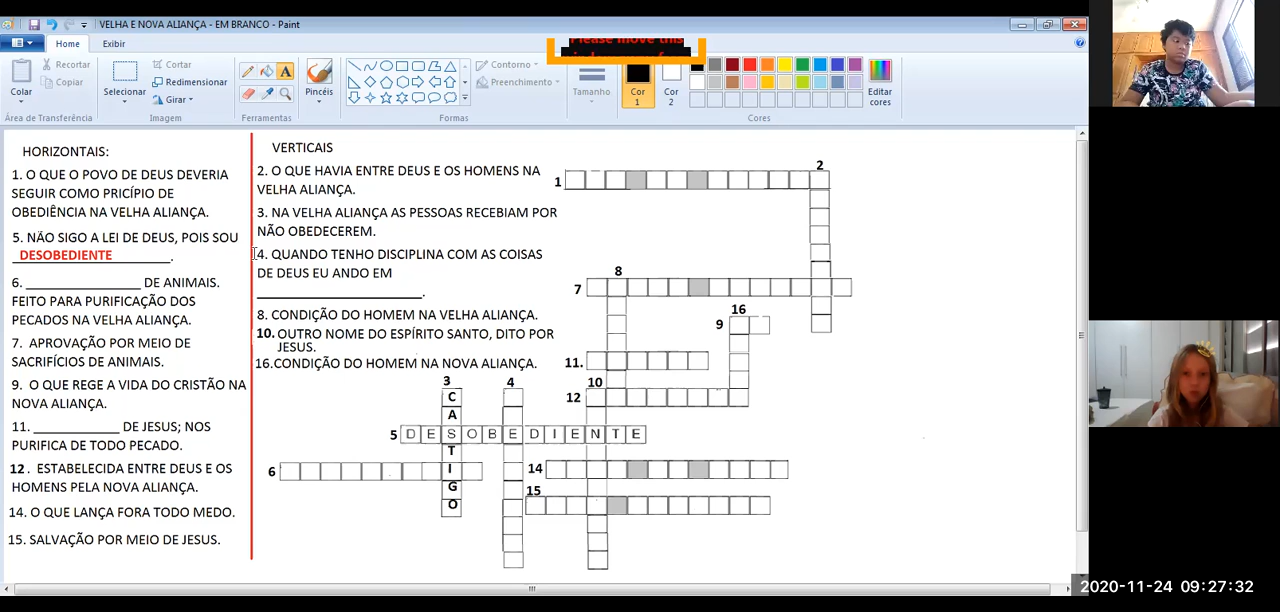 VELHA E NOVA ALIANÇA - EM BRANCO - Paint
Home Exibir
Colar
Recortar
Copiar
Área de Transferência
Selecionar
Cortar
Redimensionar
Girar
Imagem
Ferramentas
Pincéis
Contorno
Preenchimento
Formas
Tamanho
Cor
1
Cor
2
Editar
cores
Cores
Please move this
HORIZONTAIS:
1. O QUE O POVO DE DEUS DEVERIA
SEGUIR COMO PRICÍPIO DE
OBEDIÊNCIA NA VELHA ALIANÇA.
5. NÃO SIGO A LEI DE DEUS, POIS SOU
DESOBEDIENTE.
6. ________________ DE ANIMAIS.
FEITO PARA PURIFICAÇÃO DOS
PECADOS NA VELHA ALIANÇA.
7. APROVAÇÃO POR MEIO DE
SACRIFÍCIOS DE ANIMAIS.
9. O QUE REGE A VIDA DO CRISTÃO NA
NOVA ALIANÇA.
11. ____________ DE JESUS; NOS
PURIFICA DE TODO PECADO.
12. ESTABELECIDA ENTRE DEUS E OS
HOMENS PELA NOVA ALIANÇA.
14. O QUE LANÇA FORA TODO MEDO.
15. SALVAÇÃO POR MEIO DE JESUS.
VERTICAIS
2. O QUE HAVIA ENTRE DEUS E OS HOMENS NA
VELHA ALIANÇA.
3. NA VELHA ALIANÇA AS PESSOAS RECEBIAM POR
NÃO OBEDECEREM.
4. QUANDO TENHO DISCIPLINA COM AS COISAS
DE DEUS EU ANDO EM
_______________________.
8. CONDIÇÃO DO HOMEM NA VELHA ALIANÇA.
10. OUTRO NOME DO ESPÍRITO SANTO, DITO POR
JESUS.
16.CONDIÇÃO DO HOMEM NA NOVA ALIANÇA.
2
1
8
7
16
9
11.
3 4 10
12
C
A
5 DESOBEDIENTE
T
6 I 14
G 15
O
2020-11-24 09:27:32